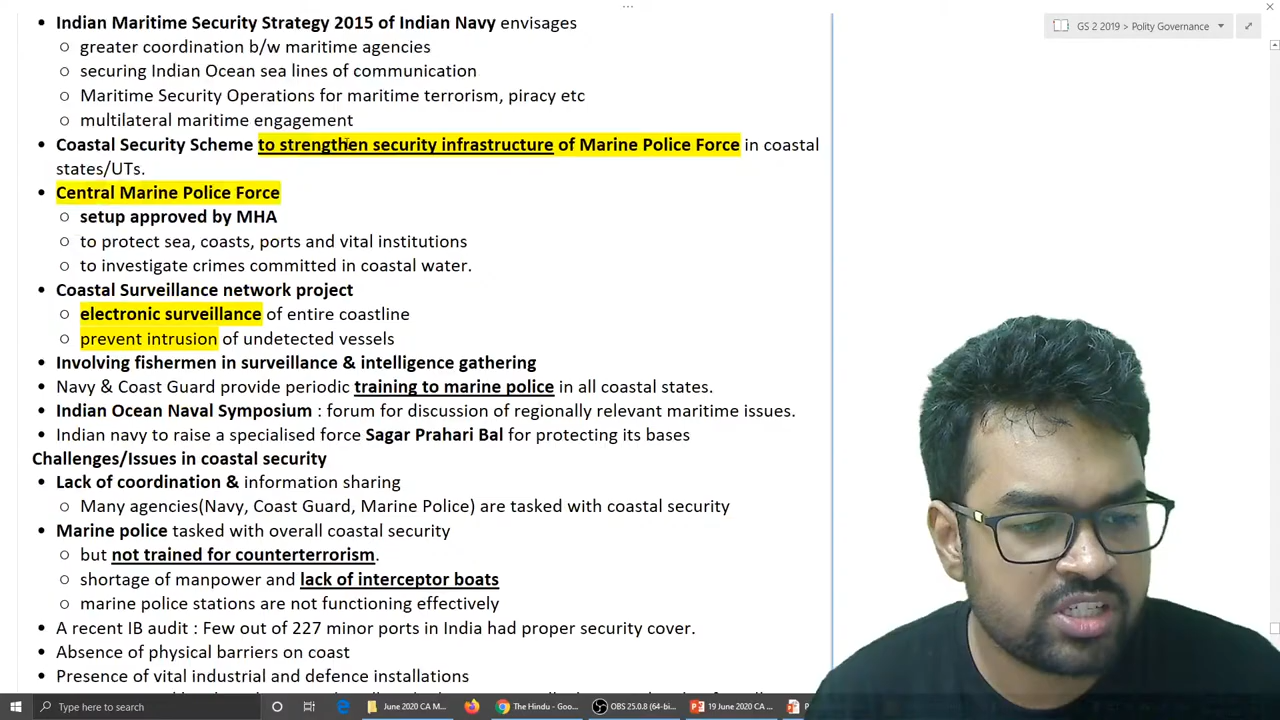 GS 2 2019 > Polity Governance
• Indian Maritime Security Strategy 2015 of Indian Navy envisages
○ greater coordination b/w maritime agencies
○ securing Indian Ocean sea lines of communication
○ Maritime Security Operations for maritime terrorism, piracy etc
○ multilateral maritime engagement
• Coastal Security Scheme to strengthen security infrastructure of Marine Police Force in coastal
states/UTs.
• Central Marine Police Force
○ setup approved by MHA
○ to protect sea, coasts, ports and vital institutions
○ to investigate crimes committed in coastal water.
• Coastal Surveillance network project
○ electronic surveillance of entire coastline
○ prevent intrusion of undetected vessels
• Involving fishermen in surveillance & intelligence gathering
• Navy & Coast Guard provide periodic training to marine police in all coastal states.
• Indian Ocean Naval Symposium : forum for discussion of regionally relevant maritime issues.
• Indian navy to raise a specialised force Sagar Prahari Bal for protecting its bases
Challenges/Issues in coastal security
• Lack of coordination & information sharing
○ Many agencies(Navy, Coast Guard, Marine Police) are tasked with coastal security
• Marine police tasked with overall coastal security
○ but not trained for counterterrorism.
○ shortage of manpower and lack of interceptor boats
○ marine police stations are not functioning effectively
• A recent IB audit : Few out of 227 minor ports in India had proper security cover.
• Absence of physical barriers on coast
• Presence of vital industrial and defence installations
Type here to search
June 2020 CA M...
The Hindu - Goo...
OBS 25.0.8 (64-bi...
19 June 2020 CA ...